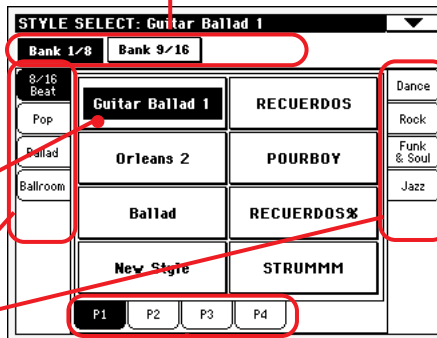 STYLE SELECT: Guitar Ballad 1
Bank 1/8
Bank 9/16
8/16
Beat
Pop
Ballad
Ballroom
Guitar Ballad 1
RECUERDOS
Orleans 2
POURBOY
Ballad
RECUERDOS%
New Style
STRUMMM
Dance
Rock
Funk
& Soul
Jazz
P1
P2
P3
P4